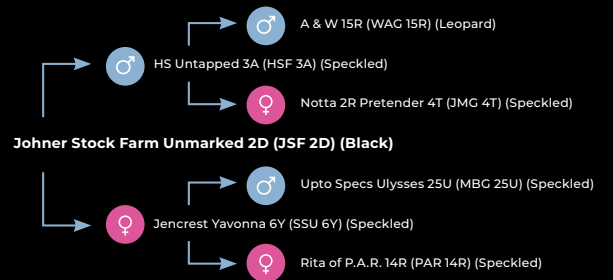 A & W 15R (WAG 15R) (Leopard)
HS Untapped 3A (HSF 3A) (Speckled)
Notta 2R Pretender 4T (JMG 4T) (Speckled)
Johner Stock Farm Unmarked 2D (JSF 2D) (Black)
Upto Specs Ulysses 25U (MBG 25U) (Speckled)
Jencrest Yavonna 6Y (SSU 6Y) (Speckled)
Rita of P.A.R. 14R (PAR 14R) (Speckled)